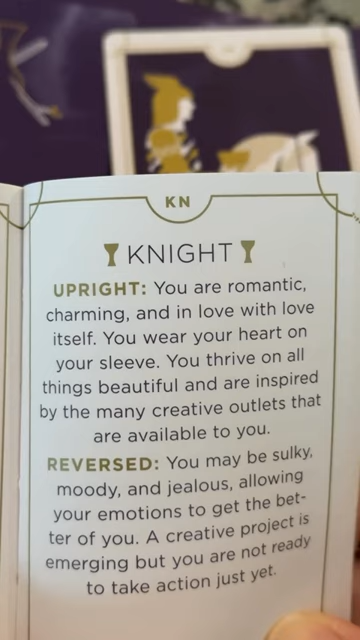 KN
KNIGHT
UPRIGHT: You are romantic,
charming, and in love with love
itself. You wear your heart on
your sleeve. You thrive on all
things beautiful and are inspired
by the many creative outlets that
are available to you.
REVERSED: You may be sulky,
moody, and jealous, allowing
your emotions to get the bet-
ter of you. A creative project is
emerging but you are not ready
to take action just yet.